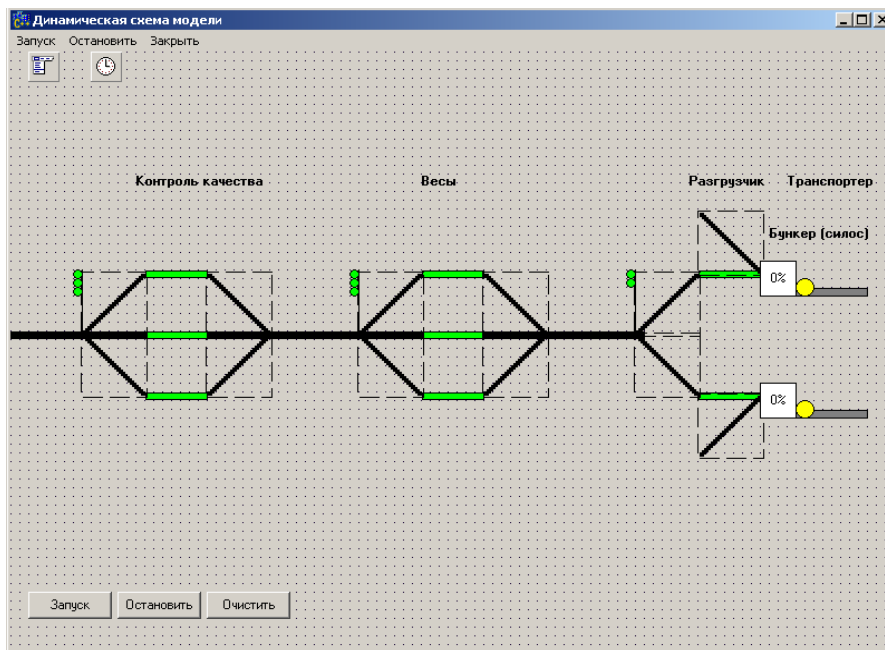 Динамическая схема модели
Запуск Остановить Закрыть
Контроль качества Весы Разгрузчик Транспортер
Бункер (силос)
0%
0%
Запуск Остановить Очистить